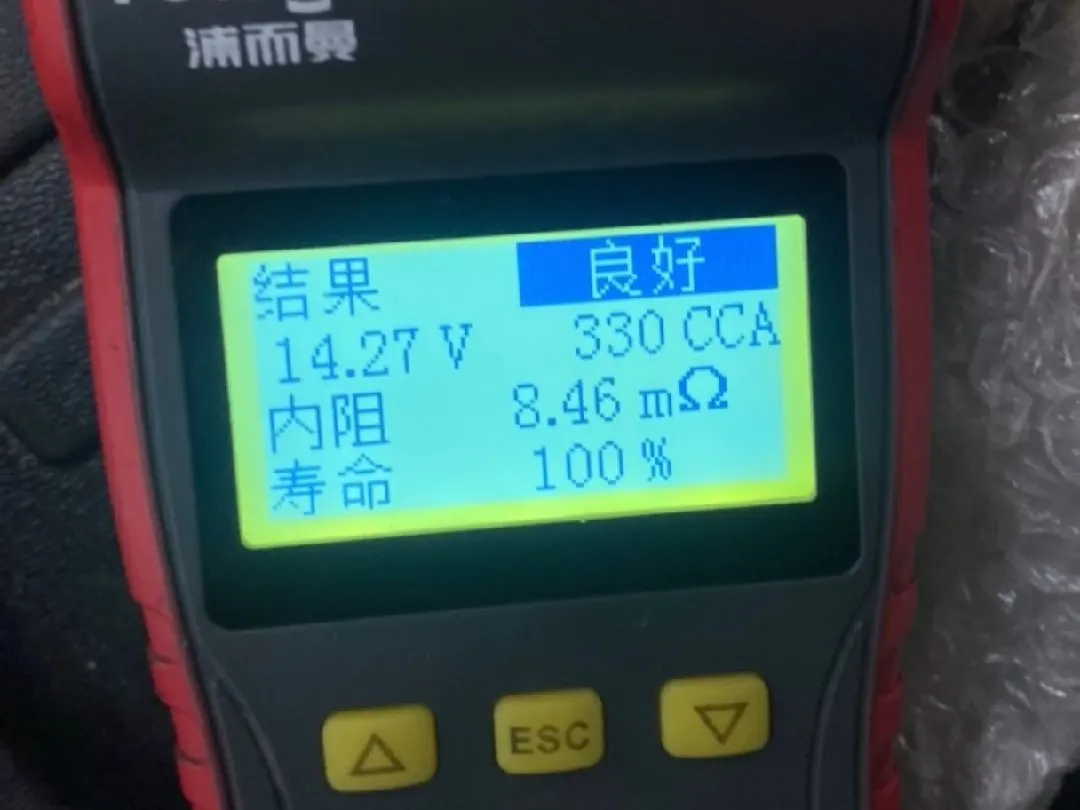 浦而曼
结果 良好
14.27 V 330 CCA
内阻 8.46 mΩ
寿命 100 %
△ ESC ▽